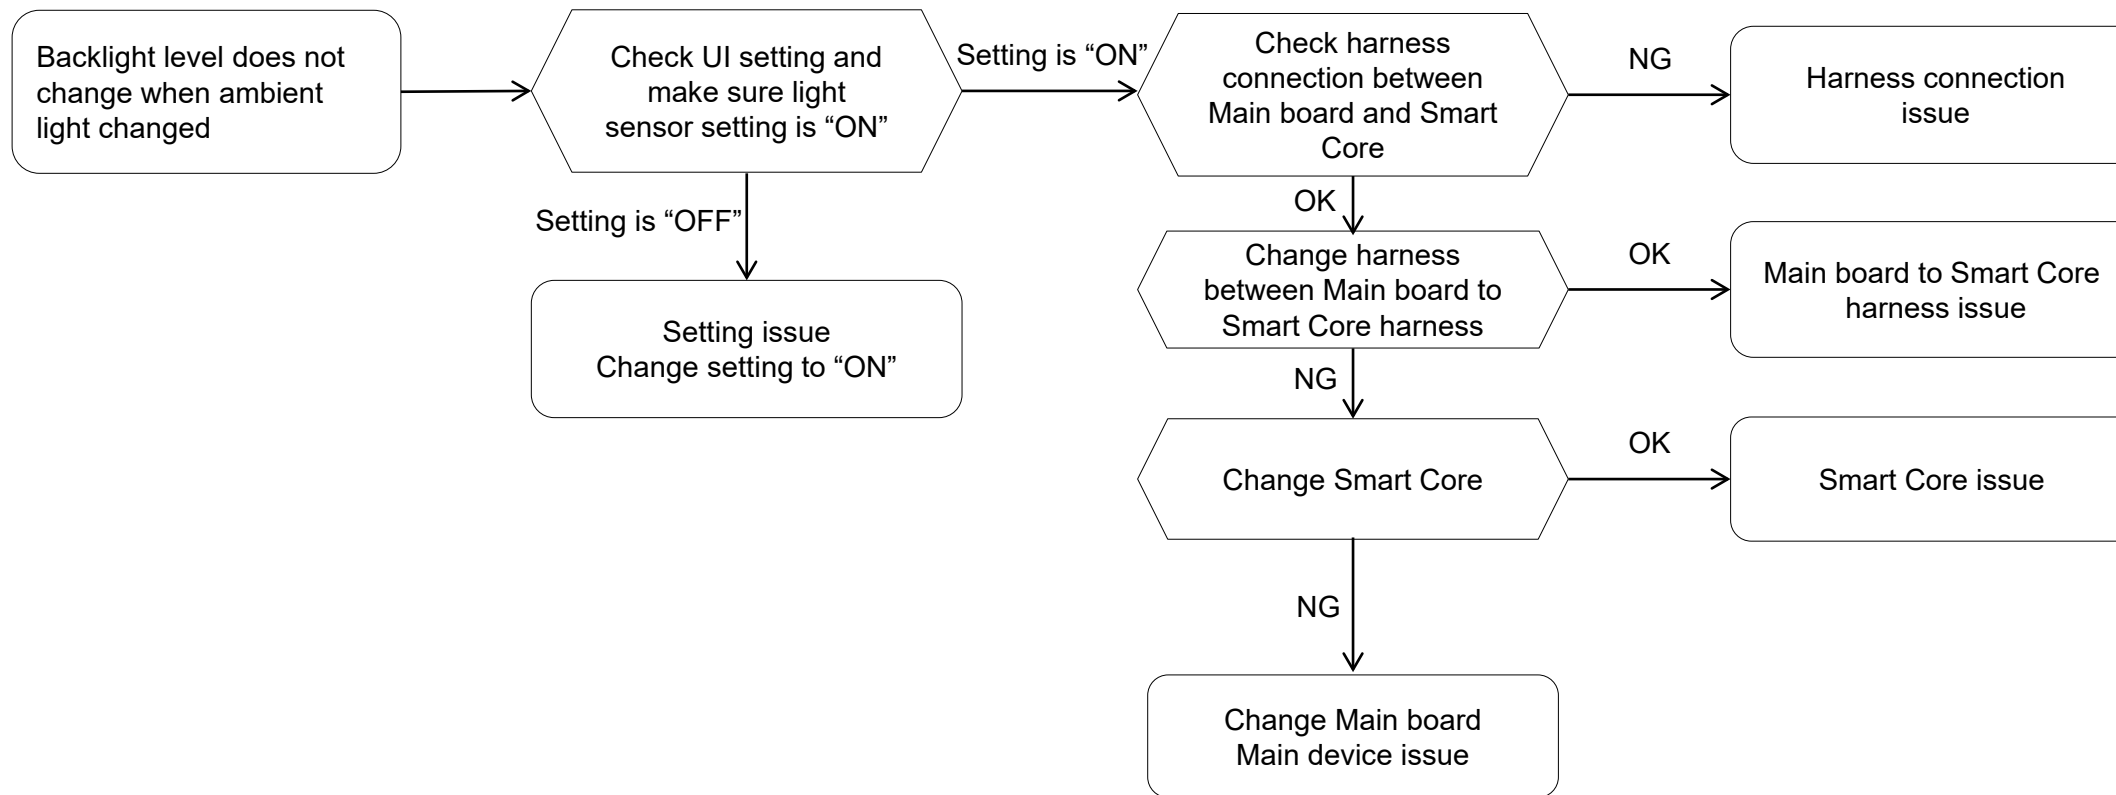 Backlight level does not
change when ambient
light changed
Check UI setting and
make sure light
sensor setting is “ON”
Setting is “ON”
Check harness
connection between
Main board and Smart
Core
NG
Harness connection
issue
Setting is “OFF”
OK
Setting issue
Change setting to “ON”
Change harness
between Main board to
Smart Core harness
OK
Main board to Smart Core
harness issue
NG
Change Smart Core
OK
Smart Core issue
NG
Change Main board
Main device issue